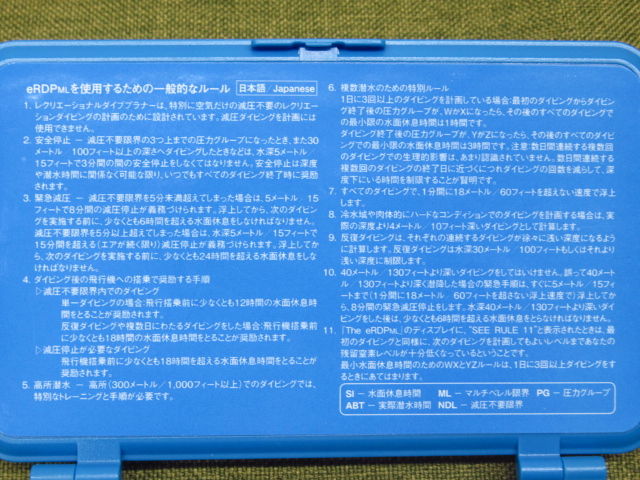 eRDPMLを使用するための一般的なルール 日本語/Japanese
1. レクリエーショナルダイブプラナーは、特別に空気だけの減圧不要のレクリエー
ションダイビングの計画のために設計されています。減圧ダイビングを計画には
使用できません。
2. 安全停止 − 減圧不要限界の3つ上までの圧力グループになったとき、また30
メートル/100フィート以上の深さへダイビングしたときなどは、水深5メートル/
15フィートで3分間の間の安全停止をしなくてはなりません。安全停止は深度
や潜水時間に関係なく可能な限り、いつでもすべてのダイビング終了時に奨励
されます。
3. 緊急減圧 − 減圧不要限界を5分未満超えてしまった場合は、5メートル/15
フィートで8分間の減圧停止が義務づけられます。浮上してから、次のダイビン
グを実施する前に、少なくとも6時間を超える水面休息をしなければなりません。
減圧不要限界を5分以上超えてしまった場合は、水深5メートル/15フィートで
15分間を超える(エアが続く限り)減圧停止が義務づけられます。浮上してか
ら、次のダイビングを実施する前に、少なくとも24時間を超える水面休息をしな
ければなりません。
4. ダイビング後の飛行機への搭乗で奨励する手順
▷減圧不要限界内でのダイビング
単一ダイビングの場合:飛行搭乗前に少なくとも12時間の水面休息時
間をとることが奨励されます。
反復ダイビングや複数日にわたるダイビングをした場合:飛行機搭乗前
に少なくとも18時間の水面休息時間をとることが奨励されます。
▷減圧停止が必要なダイビング
飛行機搭乗前に少なくとも18時間を超える水面休息時間をとることが
奨励されます。
5. 高所潜水 − 高所(300メートル/1,000フィート以上)でのダイビングでは、
特別なトレーニングと手順が必要です。
6. 複数潜水のための特別ルール
1日に3回以上のダイビングを計画している場合:最初のダイビングからダイビン
グ終了後の圧力グループが、WかXになったら、その後のすべてのダイビングで
の最小限の水面休息時間は1時間です。
ダイビング終了後の圧力グループが、YかZになったら、その後のすべてのダイビ
ングでの最小限の水面休息時間は3時間です。注意:数日間連続する複数回
のダイビングでの生理的影響は、あまり認識されていません。数日間連続する
複数回のダイビングの終了日に近づくにつれダイビングの回数を減らして、深
度下にいる時間を制限することが賢明です。
7. すべてのダイビングで、1分間に18メートル/60フィートを超えない速度で浮上
します。
8. 冷水域や肉体的にハードなコンディションでのダイビングを計画する場合は、実
際の深度より4メートル/10フィート深いダイビングとして計算します。
9. 反復ダイビングは、それぞれの連続するダイビングが徐々に浅い深度になるよう
に計算します。反復ダイビングは水深30メートル/100フィートもしくはそれより
浅い深度に制限します。
10. 40メートル/130フィートより深いダイビングをしてはいけません。誤って40メー
トル/130フィートより深く潜降した場合の緊急手順は、すぐに5メートル/15フィ
ートまで(1分間に18メートル/60フィートを超さない浮上速度で)浮上してか
ら、8分間の緊急減圧停止をします。水深40メートル/130フィートより深いダイ
ビングをした後は、少なくとも6時間を超える水面休息をとらなければなりません。
11. 「The eRDPML」のディスプレイに、"SEE RULE 11"と表示されたときは、最
初のダイビングと同様に、次のダイビングを計画してもよいレベルまであなたの
残留窒素レベルが十分低くなっているということです。
最小水面休息時間のためのWXとYZルールは、1日に3回以上ダイビングをす
るときにあてはまります。
SI − 水面休息時間 ML − マルチレベル限界 PG − 圧力グループ
ABT − 実際潜水時間 NDL − 減圧不要限界